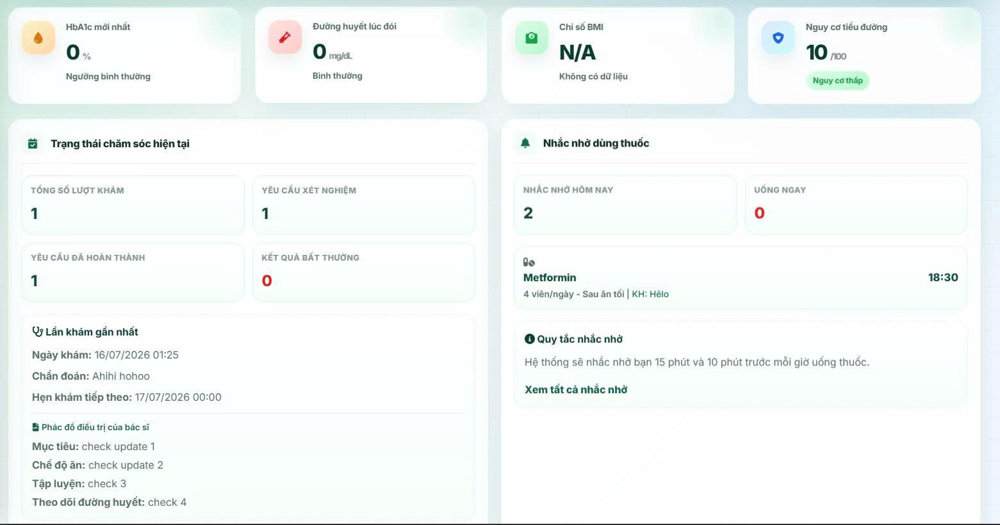 HbA1c mới nhất
0 %
Ngưỡng bình thường
Đường huyết lúc đói
0 mg/dL
Bình thường
Chỉ số BMI
N/A
Không có dữ liệu
Nguy cơ tiểu đường
10 /100
Nguy cơ thấp
Trạng thái chăm sóc hiện tại
TỔNG SỐ LƯỢT KHÁM
1
YÊU CẦU XÉT NGHIỆM
1
YÊU CẦU ĐÃ HOÀN THÀNH
1
KẾT QUẢ BẤT THƯỜNG
0
Lần khám gần nhất
Ngày khám: 16/07/2026 01:25
Chẩn đoán: Ahihi hohoo
Hẹn khám tiếp theo: 17/07/2026 00:00
Phác đồ điều trị của bác sĩ
Mục tiêu: check update 1
Chế độ ăn: check update 2
Tập luyện: check 3
Theo dõi đường huyết: check 4
Nhắc nhở dùng thuốc
NHẮC NHỞ HÔM NAY
2
UỐNG NGAY
0
Metformin 18:30
4 viên/ngày - Sau ăn tối | KH: Hêlo
Quy tắc nhắc nhở
Hệ thống sẽ nhắc nhở bạn 15 phút và 10 phút trước mỗi giờ uống thuốc.
Xem tất cả nhắc nhở